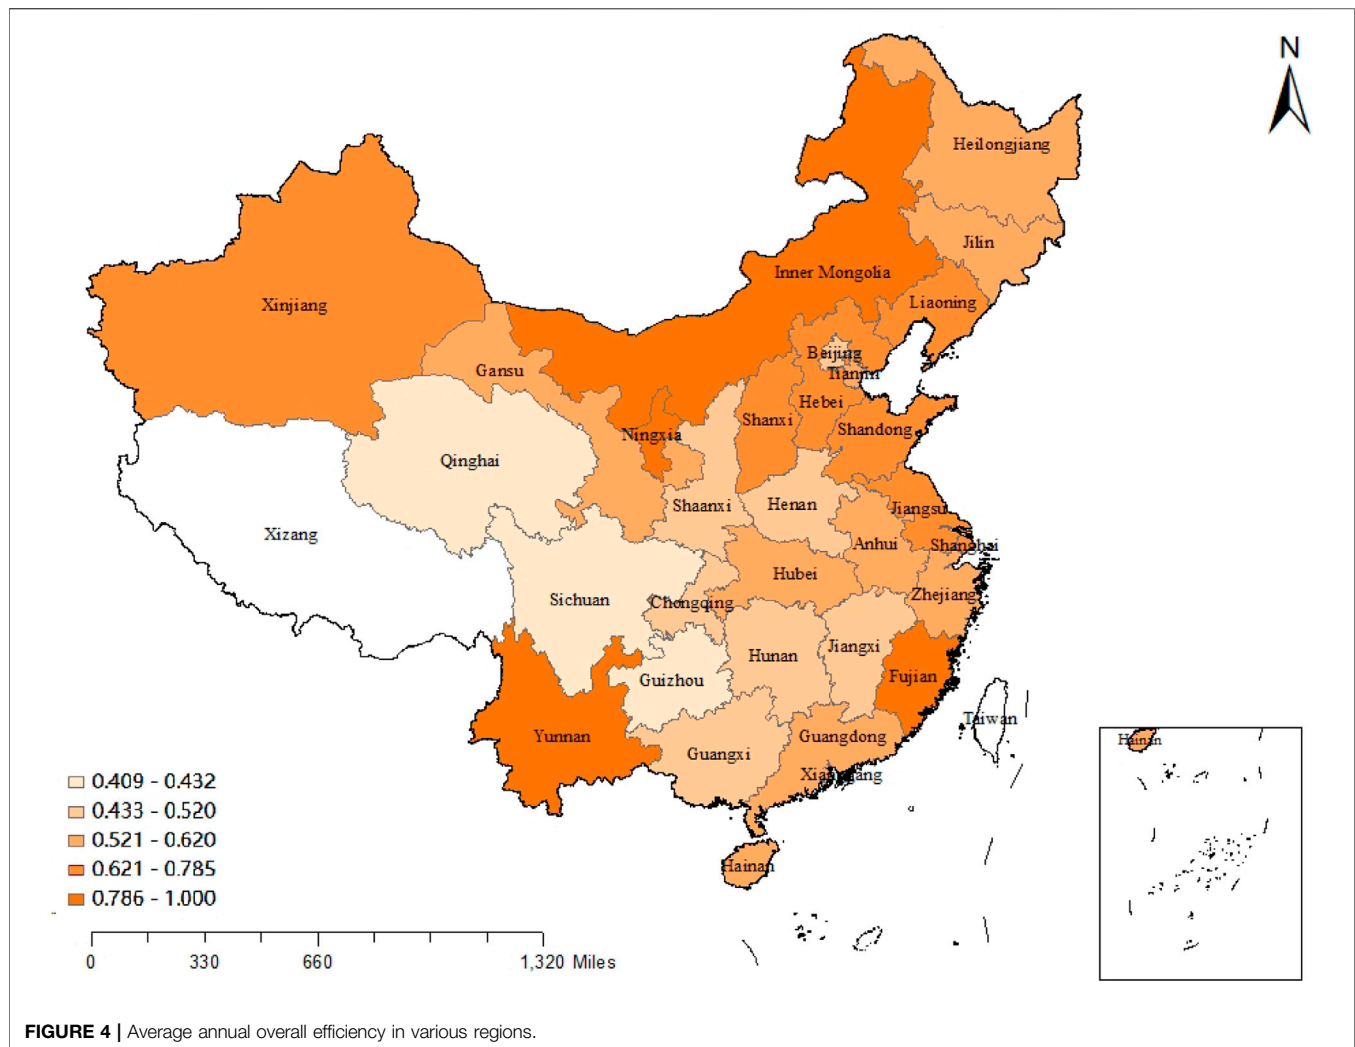 N
Heilongjiang
Jilin
Inner Mongolia
Liaoning
Xinjiang
Beijing
Tianjin
Gansu
Hebei
Shanxi
Shandong
Ningxia
Qinghai
Shaanxi
Henan
Jiangsu
Xizang
Anhui
Shanghai
Hubei
Sichuan
Chongqing
Zhejiang
Jiangxi
Hunan
Guizhou
Fujian
Taiwan
Yunnan
Guangdong
Hainan
Guangxi
Xianggang
0.409 - 0.432
0.433 - 0.520
0.521 - 0.620
0.621 - 0.785
0.786 - 1.000
Hainan
0 330 660 1,320 Miles
FIGURE 4 | Average annual overall efficiency in various regions.